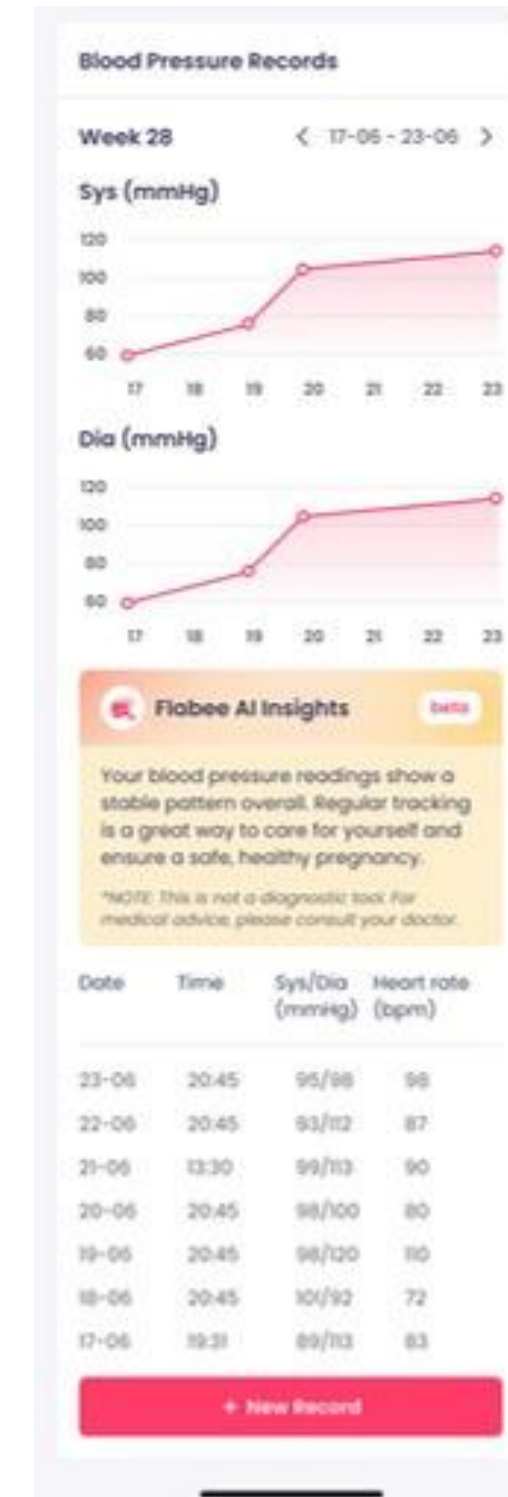 Blood Pressure Records
Week 28 < 17-06 - 23-06 >
Sys (mmHg)
120
100
80
60
17 18 19 20 21 22 23
Dia (mmHg)
120
100
80
60
17 18 19 20 21 22 23
Flabee AI Insights beta
Your blood pressure readings show a
stable pattern overall. Regular tracking
is a great way to care for yourself and
ensure a safe, healthy pregnancy.
*NOTE: This is not a diagnostic tool. For
medical advice, please consult your doctor.
Date Time Sys/Dia Heart rate
(mmHg) (bpm)
23-06 20:45 95/98 98
22-06 20:45 93/112 87
21-06 13:30 99/113 90
20-06 20:45 98/100 80
19-06 20:45 98/120 110
18-06 20:45 101/92 72
17-06 19:31 89/113 83
+ New Record